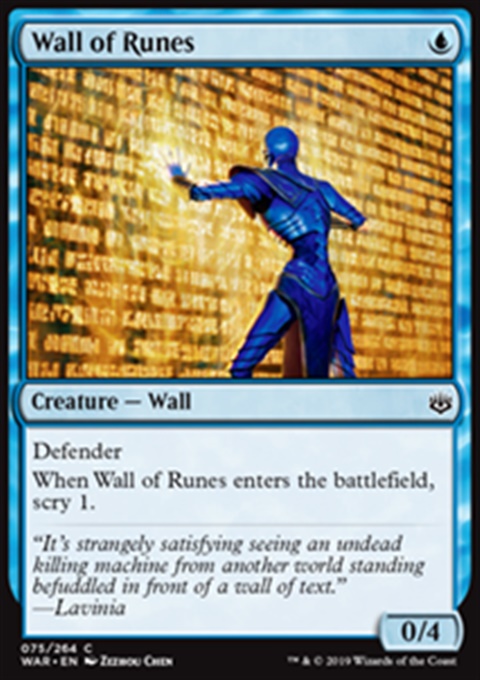 Wall of Runes
Creature — Wall
Defender
When Wall of Runes enters the battlefield,
scry 1.
“It’s strangely satisfying seeing an undead
killing machine from another world standing
befuddled in front of a wall of text.”
—Lavinia
0/4
075/264 C
WAR • EN Zezhou Chen
™ & © 2019 Wizards of the Coast